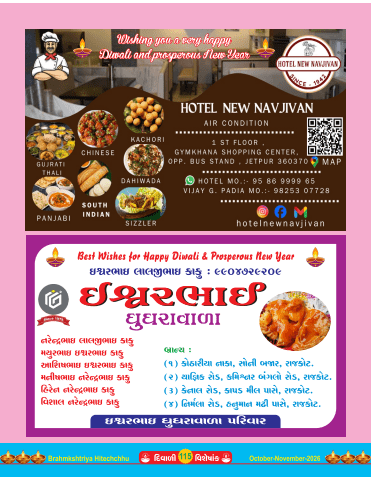 Wishing you a very happy
Diwali and prosperous New Year
HOTEL NEW NAVJIVAN
SINCE - 1943
HOTEL NEW NAVJIVAN
AIR CONDITION
1 ST FLOOR ,
GYMKHANA SHOPPING CENTER,
OPP. BUS STAND , JETPUR 360370
MAP
HOTEL MO.:- 95 86 9999 65
VIJAY G. PADIA MO.:- 98253 07728
hotelnewnavjivan
KACHORI
CHINESE
GUJRATI
THALI
DAHIWADA
SOUTH
INDIAN
PANJABI
SIZZLER
Best Wishes for Happy Diwali & Prosperous New Year
ઇશ્વરભાઇ લાલજીભાઇ કાકુ : ૯૯૦૪૭૨૯૨૦૯
ઈશ્વરભાઈ
ઘુઘરાવાળા
નરેન્દ્રભાઇ લાલજીભાઇ કાકુ
મયુરભાઇ ઇશ્વરભાઇ કાકુ
આશિષભાઇ ઇશ્વરભાઇ કાકુ
મનીષભાઇ નરેન્દ્રભાઇ કાકુ
હિરેન નરેન્દ્રભાઇ કાકુ
વિશાલ નરેન્દ્રભાઇ કાકુ
બ્રાન્ચ :
(૧) કોઠારીયા નાકા, સોની બજાર, રાજકોટ.
(૨) યાજ્ઞિક રોડ, કમિશ્નર બંગલો રોડ, રાજકોટ.
(૩) કેનાલ રોડ, કાપડ મીલ પાસે, રાજકોટ.
(૪) નિર્મલા રોડ, હનુમાન મઢી પાસે, રાજકોટ.
ઇશ્વરભાઇ ઘુઘરાવાળા પરિવાર
Brahmkshtriya Hitechchhu
દિવાળી 115 વિશેષાંક
October-November-2026